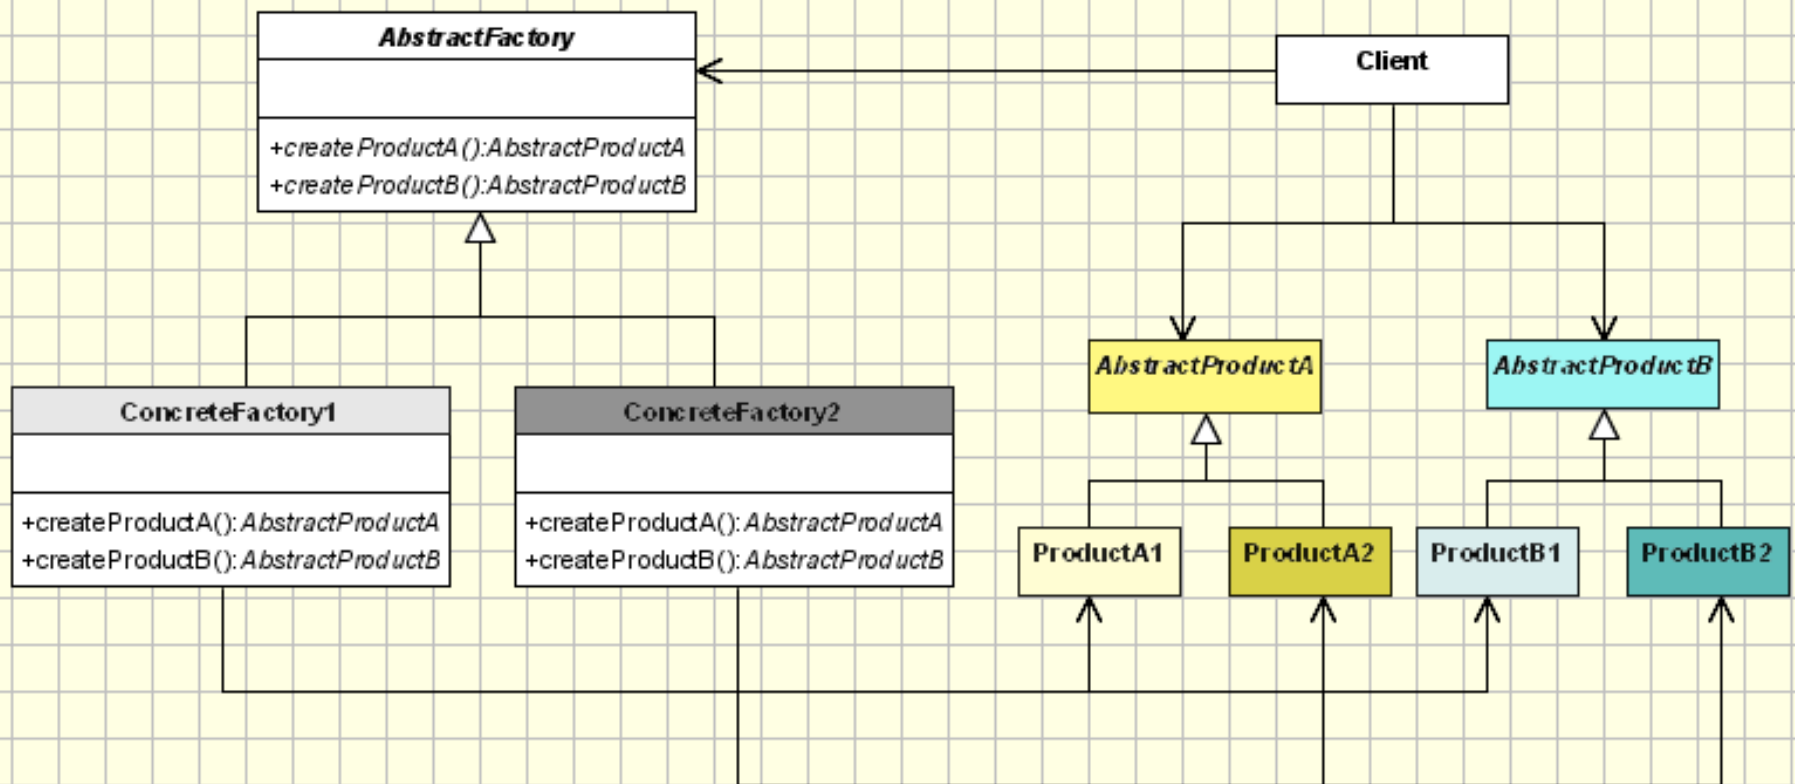 AbstractFactory
Client
+createProductA():AbstractProductA
+createProductB():AbstractProductB
AbstractProductA
AbstractProductB
ConcreteFactory1
ConcreteFactory2
+createProductA():AbstractProductA
+createProductB():AbstractProductB
+createProductA():AbstractProductA
+createProductB():AbstractProductB
ProductA1
ProductA2
ProductB1
ProductB2